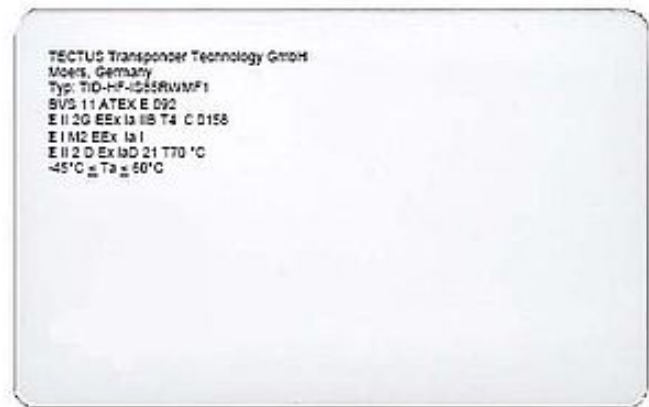 TECTUS Transponder Technology GmbH
Moers, Germany
Typ: TID-HF-IS55RWMF1
BVS 11 ATEX E 092
E II 2G EEx ia IIB T4 C 0158
E I M2 EEx ia I
E II 2 D Ex iaD 21 T70 °C
-45°C ≤ Ta ≤ 60°C